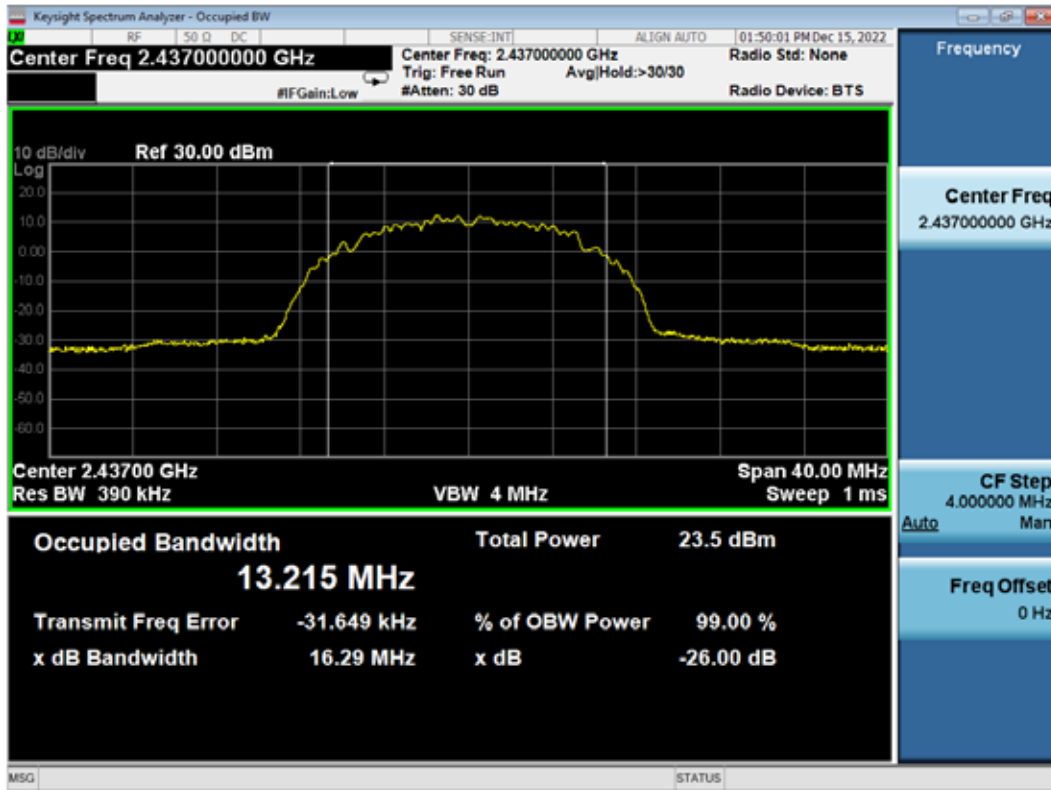 Keysight Spectrum Analyzer - Occupied BW
LXI RF 50 Ω DC SENSE:INT ALIGN AUTO 01:50:01 PM Dec 15, 2022
Center Freq 2.437000000 GHz
Center Freq: 2.437000000 GHz
Radio Std: None
Trig: Free Run
Avg|Hold:>30/30
#IFGain:Low
#Atten: 30 dB
Radio Device: BTS
10 dB/div
Ref 30.00 dBm
Log
20.0
10.0
0.00
-10.0
-20.0
-30.0
-40.0
-50.0
-60.0
Center 2.43700 GHz
Span 40.00 MHz
Res BW 390 kHz
VBW 4 MHz
Sweep 1 ms
Occupied Bandwidth
13.215 MHz
Total Power 23.5 dBm
Transmit Freq Error -31.649 kHz
% of OBW Power 99.00 %
x dB Bandwidth 16.29 MHz
x dB -26.00 dB
MSG
STATUS
Frequency
Center Freq
2.437000000 GHz
CF Step
4.000000 MHz
Auto Man
Freq Offset
0 Hz